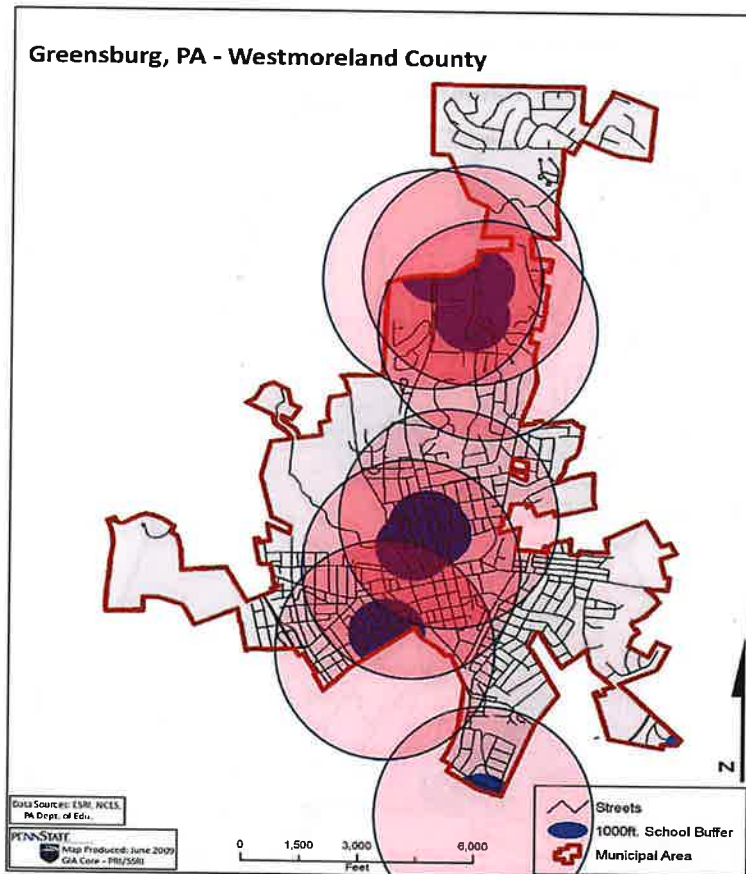 Greensburg, PA - Westmoreland County
Data Sources: ESRI, NCES,
PA Dept. of Edu.
PENNSTATE
Map Produced: June 2009
GIA Core - PRI/SSRI
0 1,500 3,000 6,000
Feet
N
Streets
1000ft. School Buffer
Municipal Area